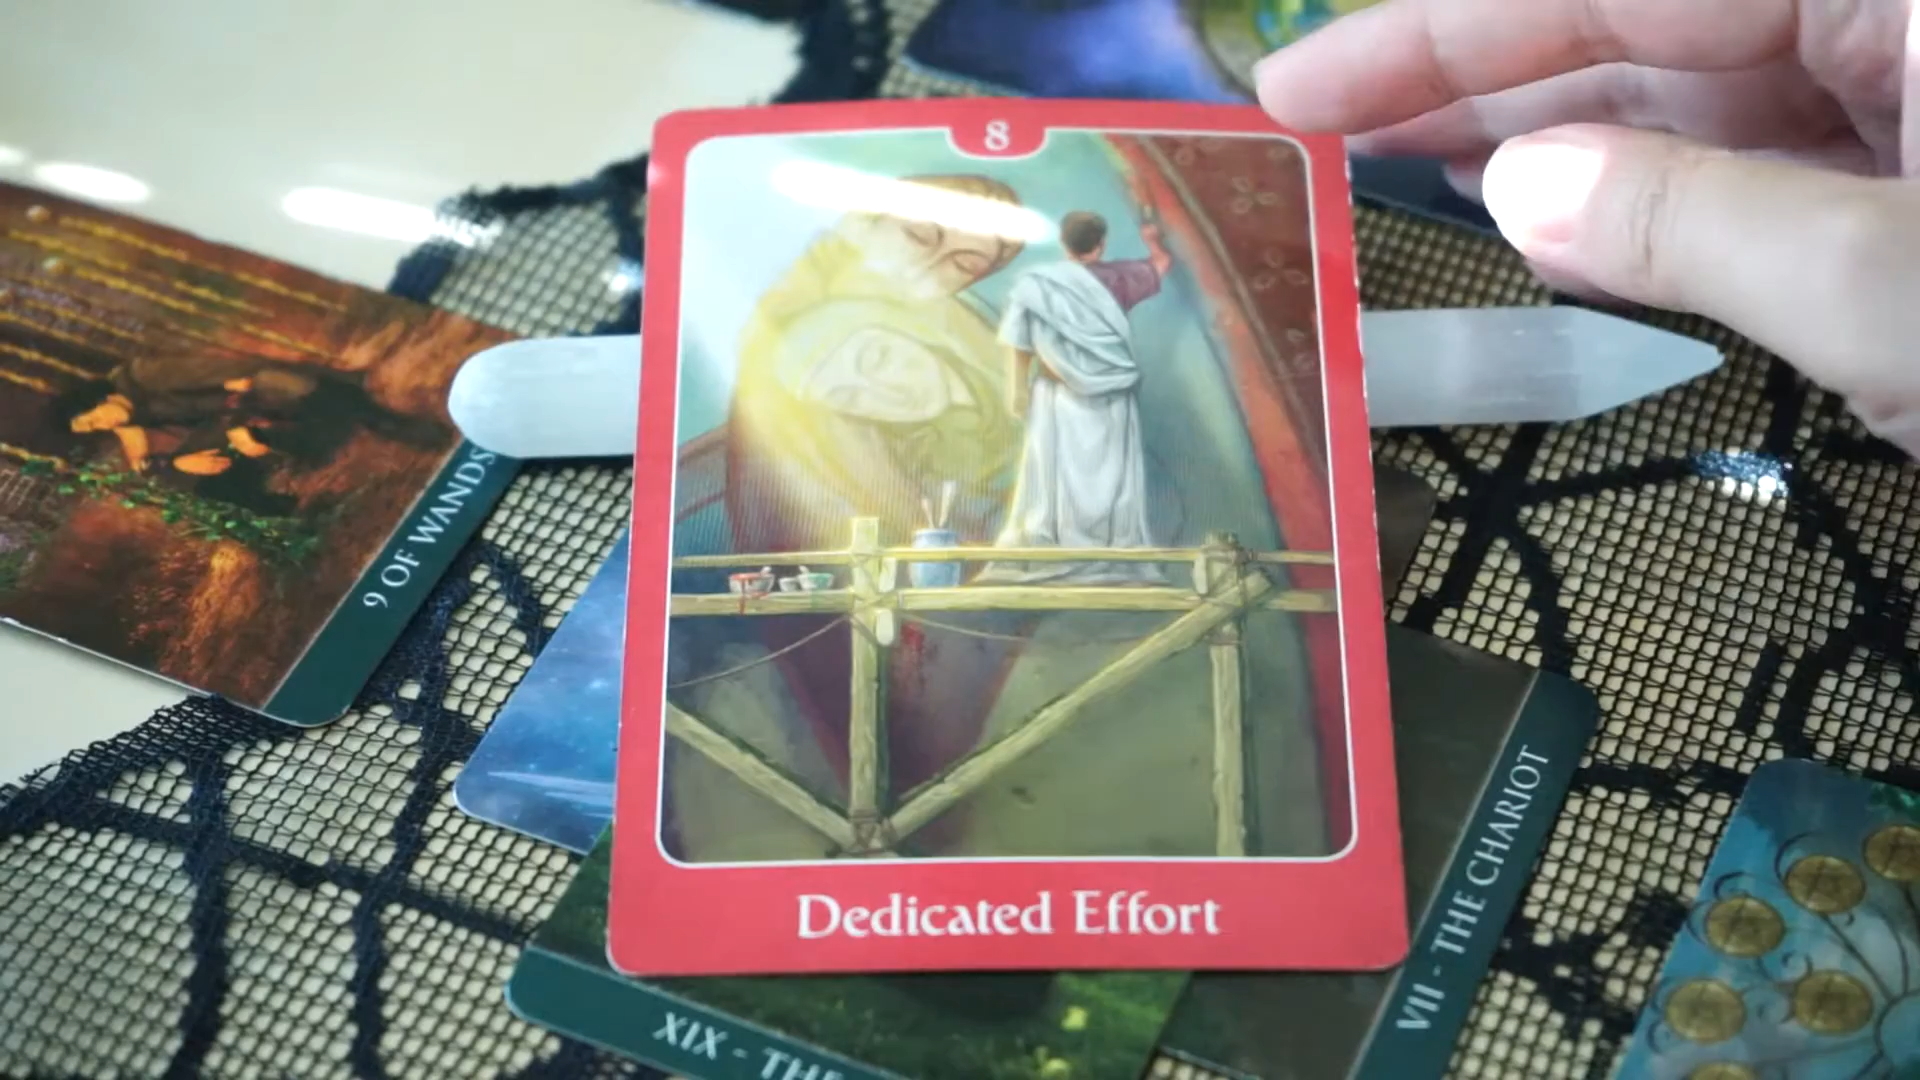 8
Dedicated Effort
9 OF WANDS
VII - THE CHARIOT
XIX - THE